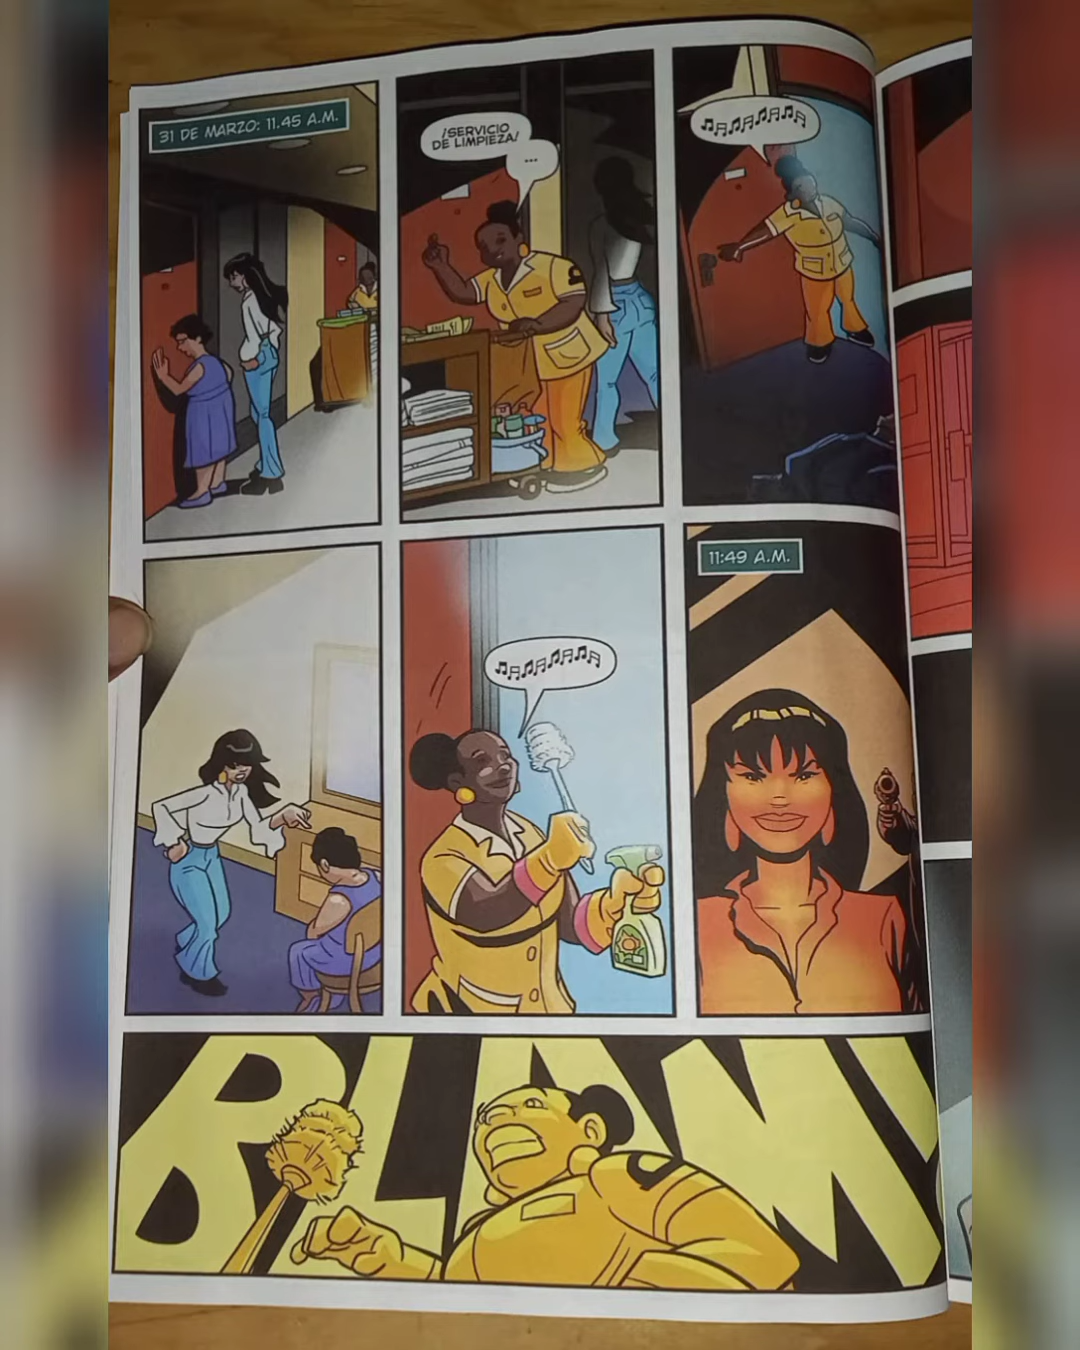 31 DE MARZO: 11.45 A.M.
¡SERVICIO
DE LIMPIEZA!
...
♫A♫A♫A♫A
♫A♫A♫A♫A
11:49 A.M.
BLAM!